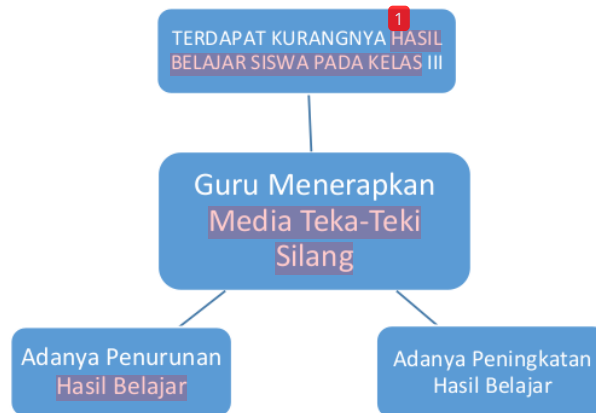 1
TERDAPAT KURANGNYA HASIL
BELAJAR SISWA PADA KELAS III
Guru Menerapkan
Media Teka-Teki
Silang
Adanya Penurunan
Hasil Belajar
Adanya Peningkatan
Hasil Belajar